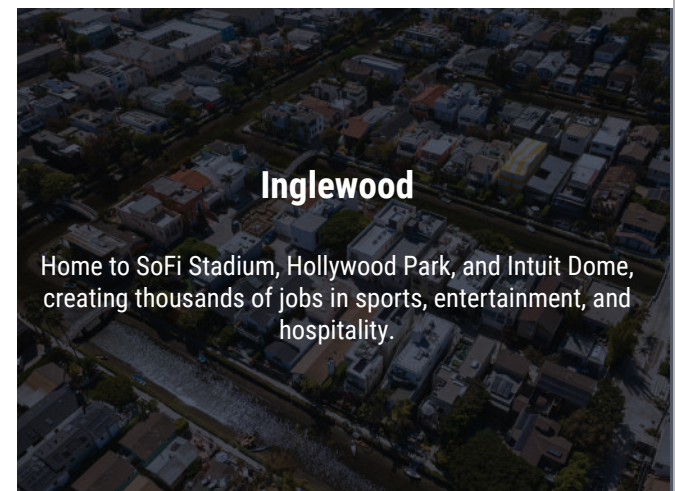 Inglewood
Home to SoFi Stadium, Hollywood Park, and Intuit Dome,
creating thousands of jobs in sports, entertainment, and
hospitality.